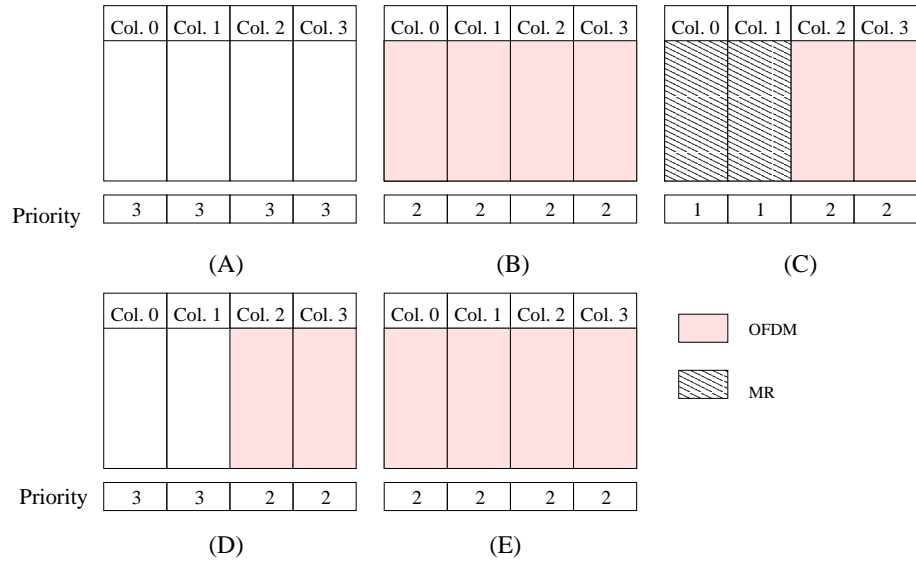 Col. 0 Col. 1 Col. 2 Col. 3 Col. 0 Col. 1 Col. 2 Col. 3 Col. 0 Col. 1 Col. 2 Col. 3
Priority 3 3 3 3 2 2 2 2 1 1 2 2
(A) (B) (C)
Col. 0 Col. 1 Col. 2 Col. 3 Col. 0 Col. 1 Col. 2 Col. 3
OFDM
MR
Priority 3 3 2 2 2 2 2 2
(D) (E)